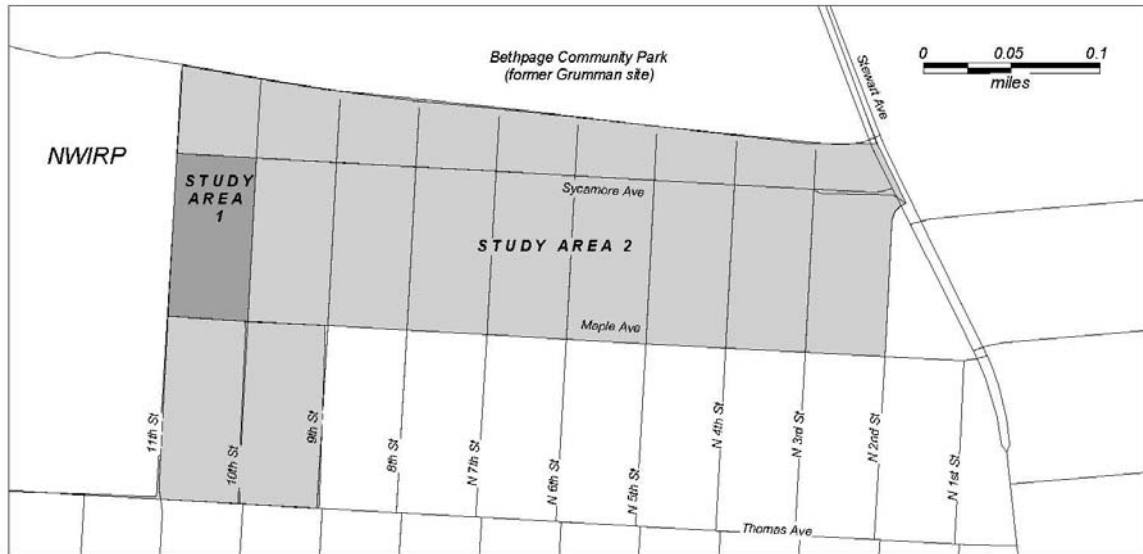 Bethpage Community Park
(former Grumman site)
Stewart Ave
0 0.05 0.1
miles
NWIRP
STUDY
AREA
1
Sycamore Ave
STUDY AREA 2
Maple Ave
11th St
10th St
9th St
8th St
N 7th St
N 6th St
N 5th St
N 4th St
N 3rd St
N 2nd St
N 1st St
Thomas Ave